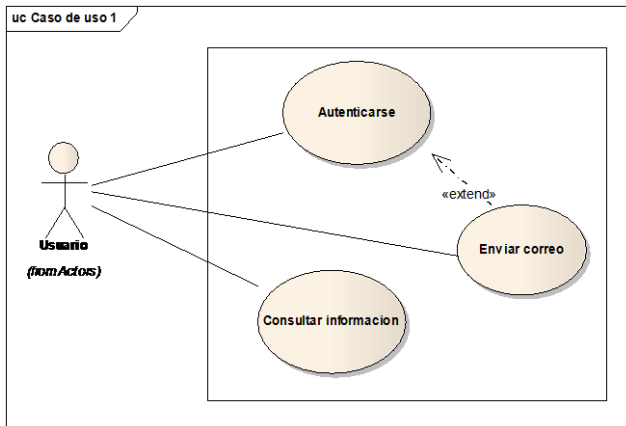 uc Caso de uso 1
Autenticarse
«extend»
Usuario
(from Actors)
Enviar correo
Consultar informacion